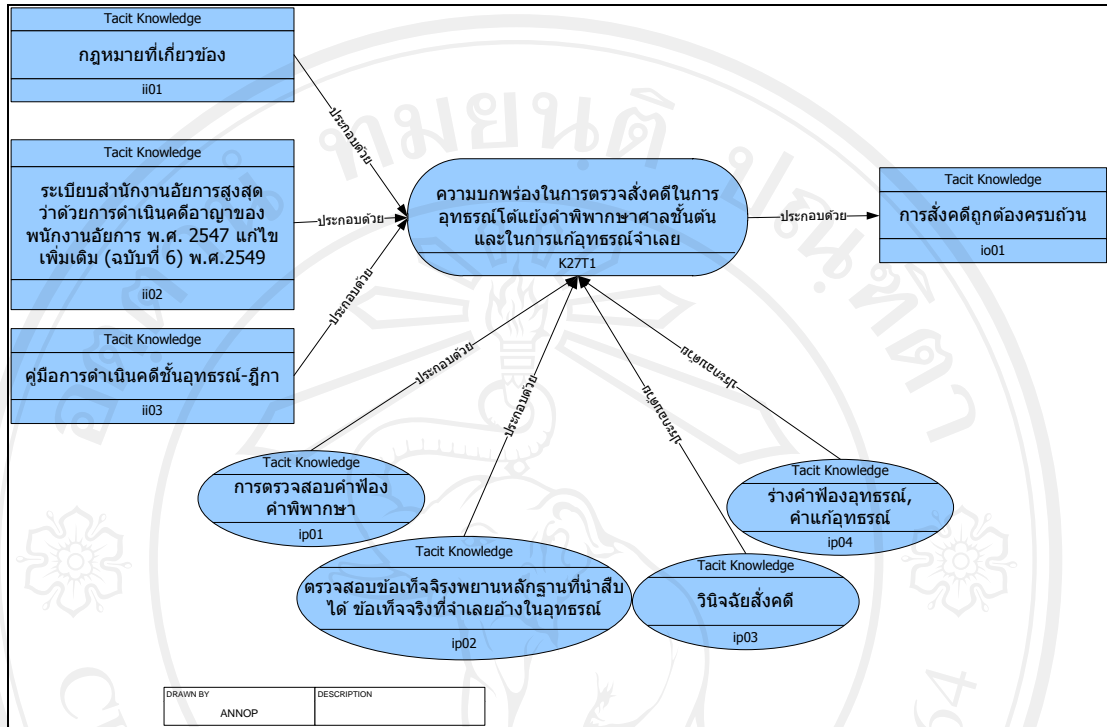 Tacit Knowledge
กฎหมายที่เกี่ยวข้อง
ii01
Tacit Knowledge
ระเบียบสำนักงานอัยการสูงสุด
ว่าด้วยการดำเนินคดีอาญาของ
พนักงานอัยการ พ.ศ. 2547 แก้ไข
เพิ่มเติม (ฉบับที่ 6) พ.ศ.2549
ii02
Tacit Knowledge
คู่มือการดำเนินคดีชั้นอุทธรณ์-ฎีกา
ii03
ประกอบด้วย
ประกอบด้วย
ประกอบด้วย
ความบกพร่องในการตรวจสั่งคดีในการ
อุทธรณ์โต้แย้งคำพิพากษาศาลชั้นต้น
และในการแก้อุทธรณ์จำเลย
K27T1
ประกอบด้วย
Tacit Knowledge
การสั่งคดีถูกต้องครบถ้วน
io01
ประกอบด้วย
ประกอบด้วย
ประกอบด้วย
ประกอบด้วย
Tacit Knowledge
การตรวจสอบคำฟ้อง
คำพิพากษา
ip01
Tacit Knowledge
ตรวจสอบข้อเท็จจิรงพยานหลักฐานที่นำสืบ
ได้ ข้อเท็จจริงที่จำเลยอ้างในอุทธรณ์
ip02
Tacit Knowledge
วินิจฉัยสั่งคดี
ip03
Tacit Knowledge
ร่างคำฟ้องอุทธรณ์,
คำแก้อุทธรณ์
ip04
DRAWN BY
ANNOP
DESCRIPTION